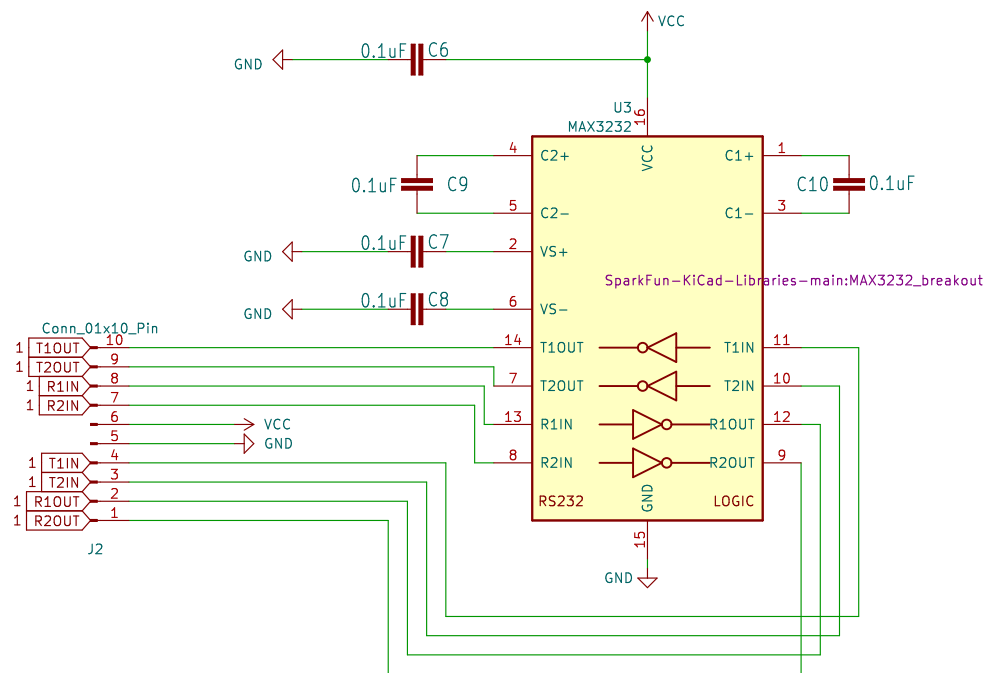 VCC
0.1uF C6
GND
U3
MAX3232
16
4 C2+ VCC C1+ 1
0.1uF C9
C10 0.1uF
5 C2- C1- 3
0.1uF C7
GND
2 VS+
SparkFun-KiCad-Libraries-main:MAX3232_breakout
0.1uF C8
GND
6 VS-
Conn_01x10_Pin
1 T1OUT 10
14 T1OUT T1IN 11
1 T2OUT 9
7 T2OUT T2IN 10
1 R1IN 8
1 R2IN 7
13 R1IN R1OUT 12
6 VCC
5 GND
8 R2IN R2OUT 9
1 T1IN 4
1 T2IN 3
1 R1OUT 2
RS232 GND LOGIC
1 R2OUT 1
15
J2
GND